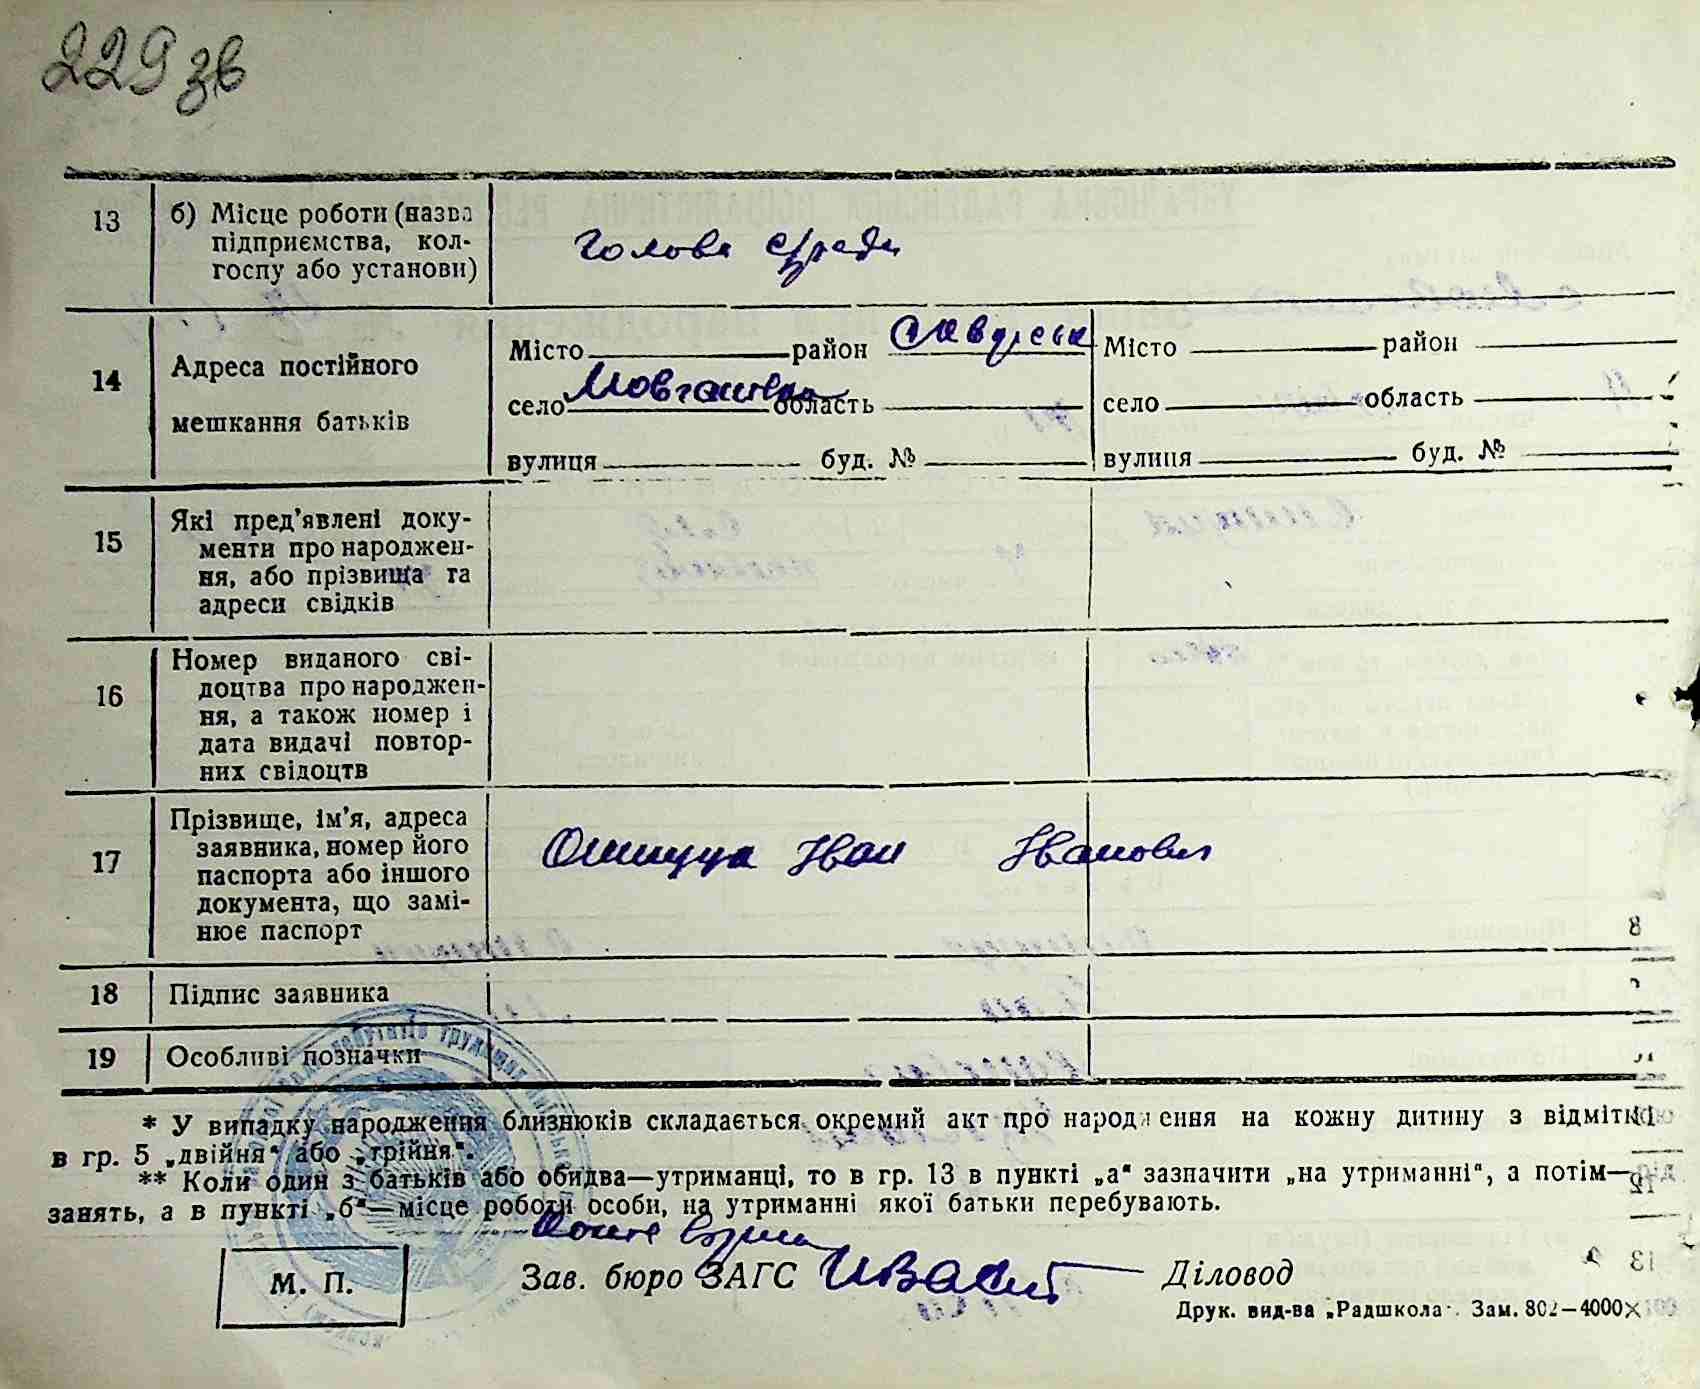 229 зв
13 б) Місце роботи (назва
підприємства, кол-
госпу або установи)
Голова с/ради
14 Адреса постійного
мешкання батьків
Місто район
село Мовчанівка область
вулиця буд. №
Місто район
село область
вулиця буд. №
15 Які пред’явлені доку-
менти про народжен-
ня, або прізвища та
адреси свідків
16 Номер виданого сві-
доцтва про народжен-
ня, а також номер і
дата видачі повтор-
них свідоцтв
17 Прізвище, ім’я, адреса
заявника, номер його
паспорта або іншого
документа, що замі-
нює паспорт
Іван Іванович
18 Підпис заявника
19 Особливі позначки
* У випадку народження близнюків складається окремий акт про народження на кожну дитину з відміткою
в гр. 5 „двійня“ або „трійня“.
** Коли один з батьків або обидва—утриманці, то в гр. 13 в пункті „а“ зазначити „на утриманні“, а потім—
занять, а в пункті „б“—місце роботи особи, на утриманні якої батьки перебувають.
М. П.
Зав. бюро ЗАГС Діловод
Друк. вид-ва „Радшкола“. Зам. 802—4000×100